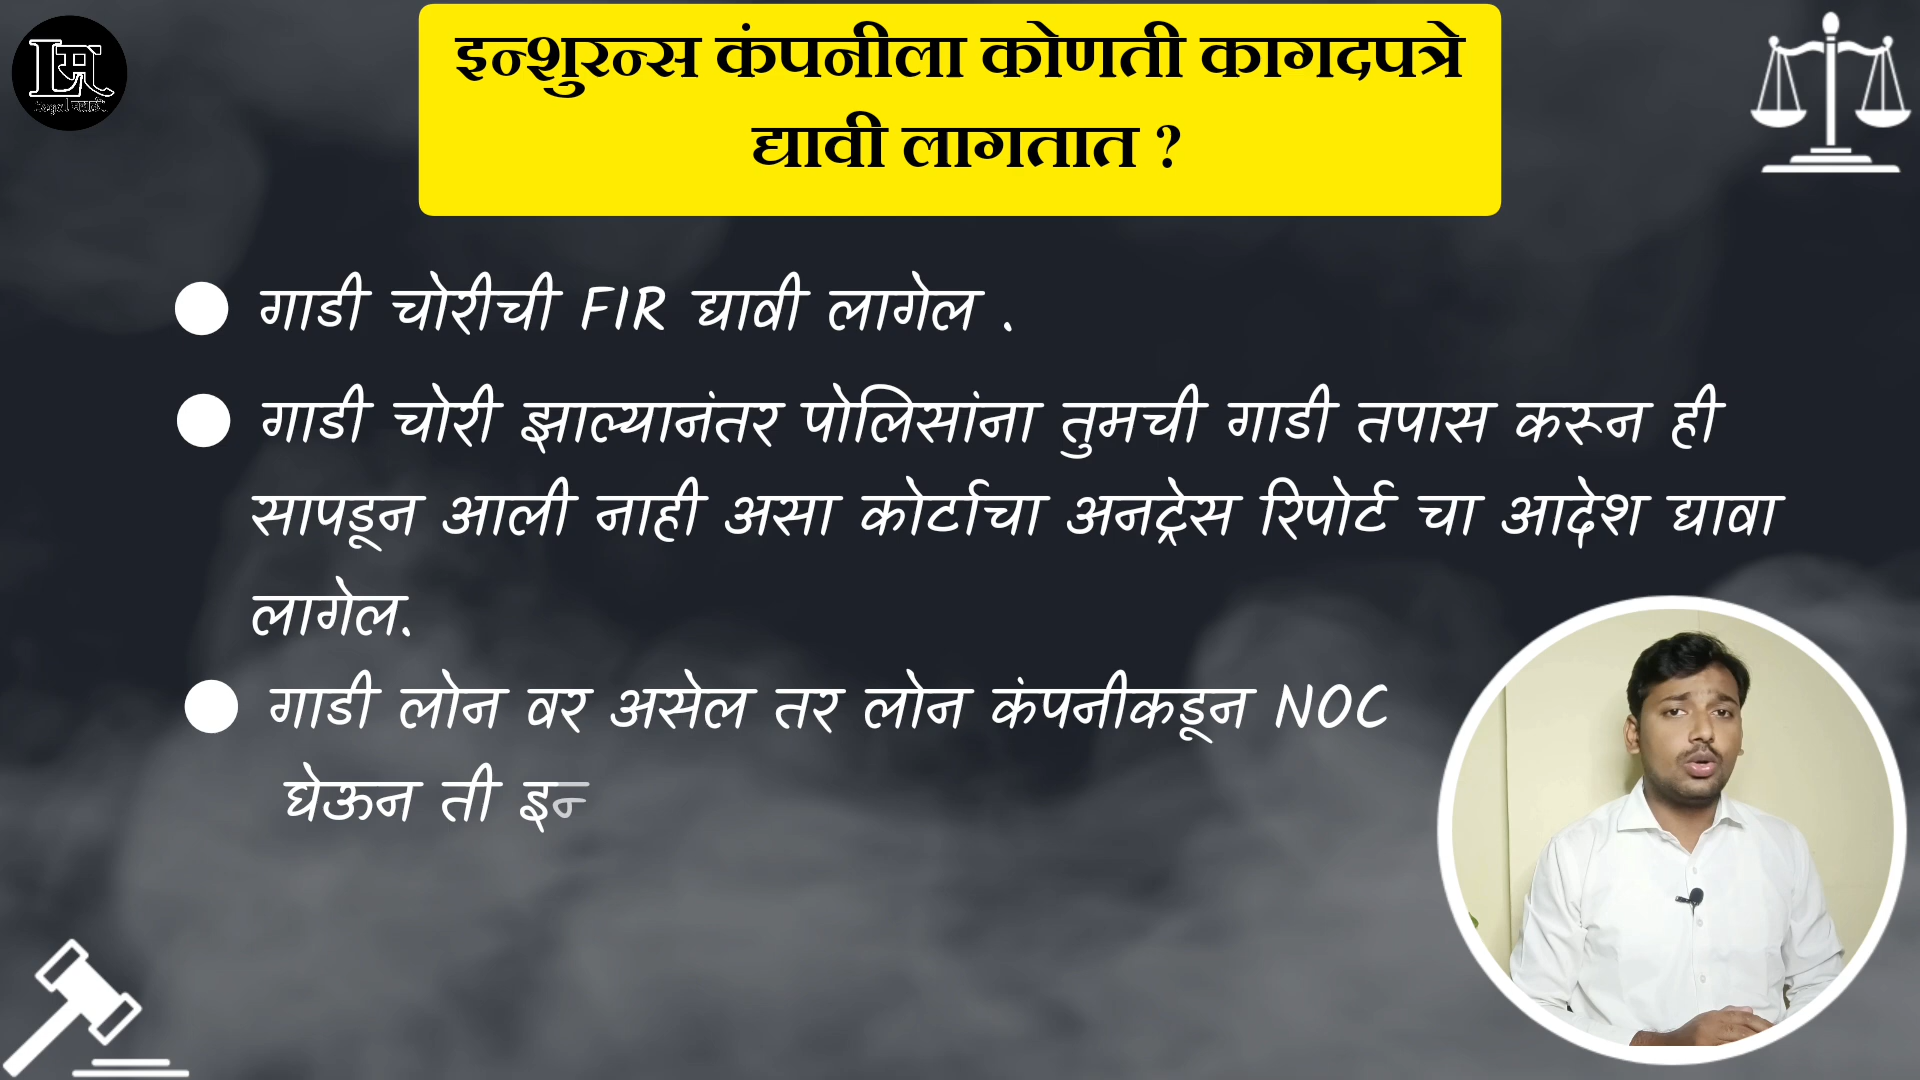 इन्शुरन्स कंपनीला कोणती कागदपत्रे
द्यावी लागतात ?
गाडी चोरीची FIR द्यावी लागेल .
गाडी चोरी झाल्यानंतर पोलिसांना तुमची गाडी तपास करून ही
सापडून आली नाही असा कोर्टाचा अनट्रेस रिपोर्ट चा आदेश द्यावा
लागेल.
गाडी लोन वर असेल तर लोन कंपनीकडून NOC
घेऊन ती इन